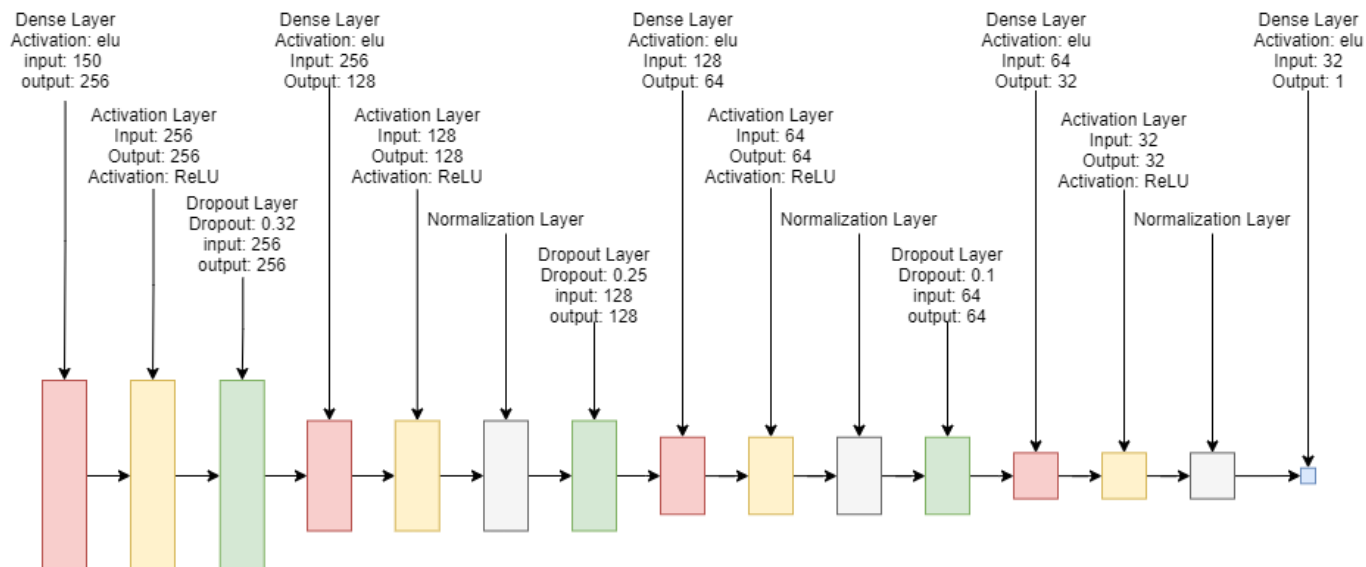 Dense Layer
Activation: elu
input: 150
output: 256
Activation Layer
Input: 256
Output: 256
Activation: ReLU
Dropout Layer
Dropout: 0.32
input: 256
output: 256
Dense Layer
Activation: elu
Input: 256
Output: 128
Activation Layer
Input: 128
Output: 128
Activation: ReLU
Normalization Layer
Dropout Layer
Dropout: 0.25
input: 128
output: 128
Dense Layer
Activation: elu
Input: 128
Output: 64
Activation Layer
Input: 64
Output: 64
Activation: ReLU
Normalization Layer
Dropout Layer
Dropout: 0.1
input: 64
output: 64
Dense Layer
Activation: elu
Input: 64
Output: 32
Activation Layer
Input: 32
Output: 32
Activation: ReLU
Normalization Layer
Dense Layer
Activation: elu
Input: 32
Output: 1